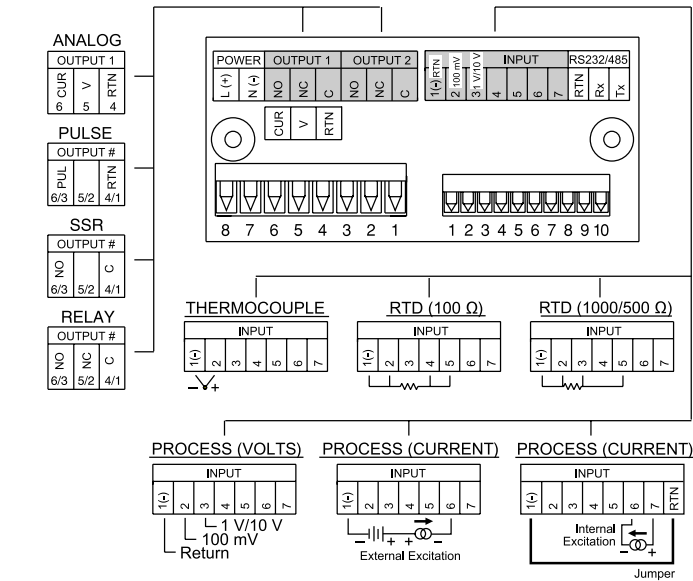 ANALOG
OUTPUT 1
CUR V RTN
6 5 4
PULSE
OUTPUT #
PUL RTN
6/3 5/2 4/1
SSR
OUTPUT #
NO C
6/3 5/2 4/1
RELAY
OUTPUT #
NO NC C
6/3 5/2 4/1
POWER OUTPUT 1 OUTPUT 2
L (+) N (-) NO NC C NO NC C
CUR V RTN
INPUT RS232/485
1(-) RTN 2 100 mV 3 1 V/10 V 4 5 6 7 RTN Rx Tx
8 7 6 5 4 3 2 1
1 2 3 4 5 6 7 8 9 10
THERMOCOUPLE
INPUT
1(-) 2 3 4 5 6 7
− +
RTD (100 Ω)
INPUT
1(-) 2 3 4 5 6 7
RTD (1000/500 Ω)
INPUT
1(-) 2 3 4 5 6 7
PROCESS (VOLTS)
INPUT
1(-) 2 3 4 5 6 7
1 V/10 V
100 mV
Return
PROCESS (CURRENT)
INPUT
1(-) 2 3 4 5 6 7
− + + −
External Excitation
PROCESS (CURRENT)
INPUT
1(-) 2 3 4 5 6 7 RTN
Internal
Excitation
− +
Jumper